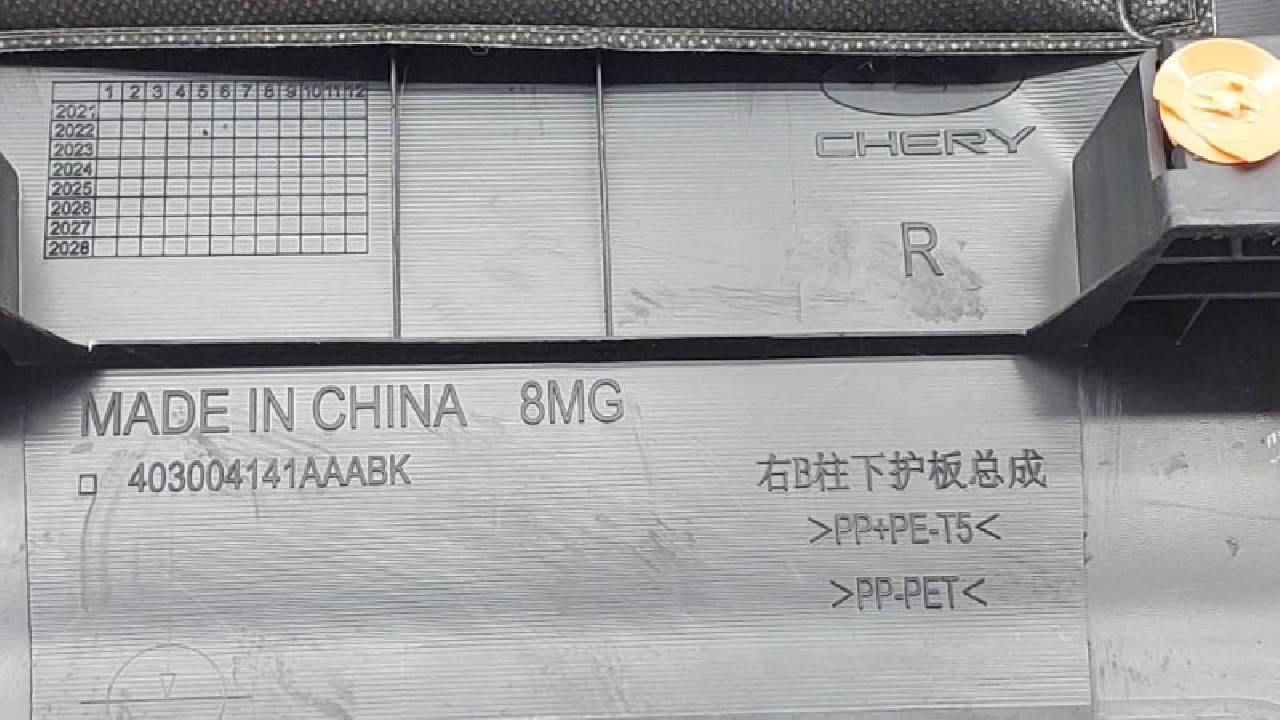 1 2 3 4 5 6 7 8 9 10 11 12
2021
2022
2023
2024
2025
2026
2027
2028
CHERY
R
MADE IN CHINA 8MG
403004141AAABK
右B柱下护板总成
>PP+PE-T5<
>PP-PET<